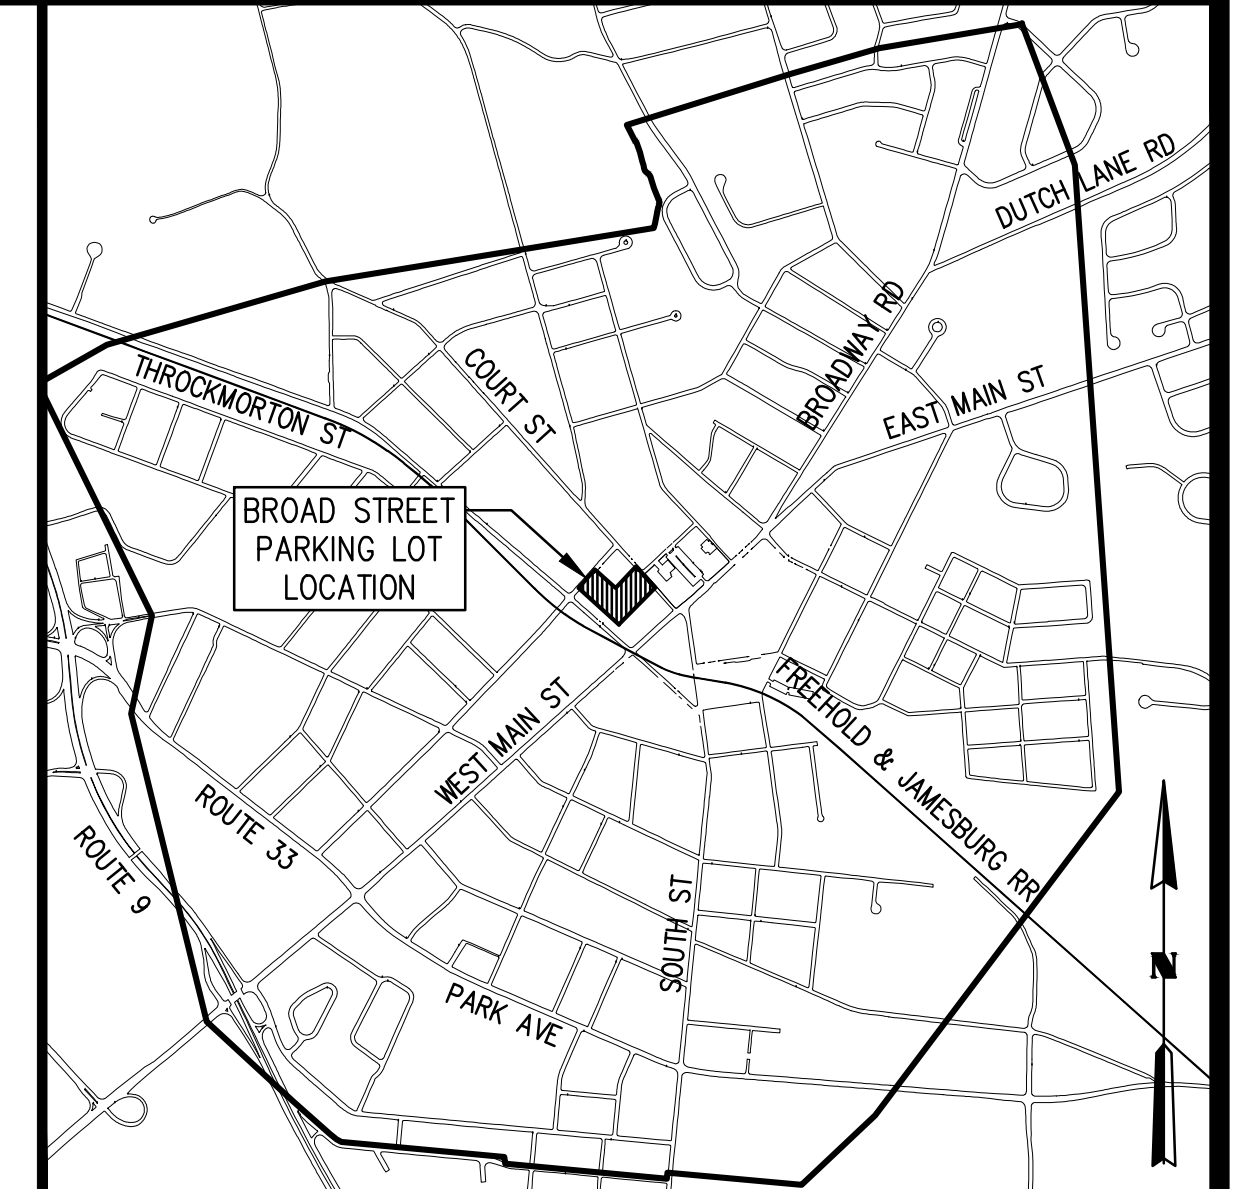 DUTCH LANE RD
BROADWAY RD
THROCKMORTON ST
COURT ST
EAST MAIN ST
BROAD STREET
PARKING LOT
LOCATION
FREEHOLD & JAMESBURG RR
WEST MAIN ST
ROUTE 33
ROUTE 9
SOUTH ST
PARK AVE
N